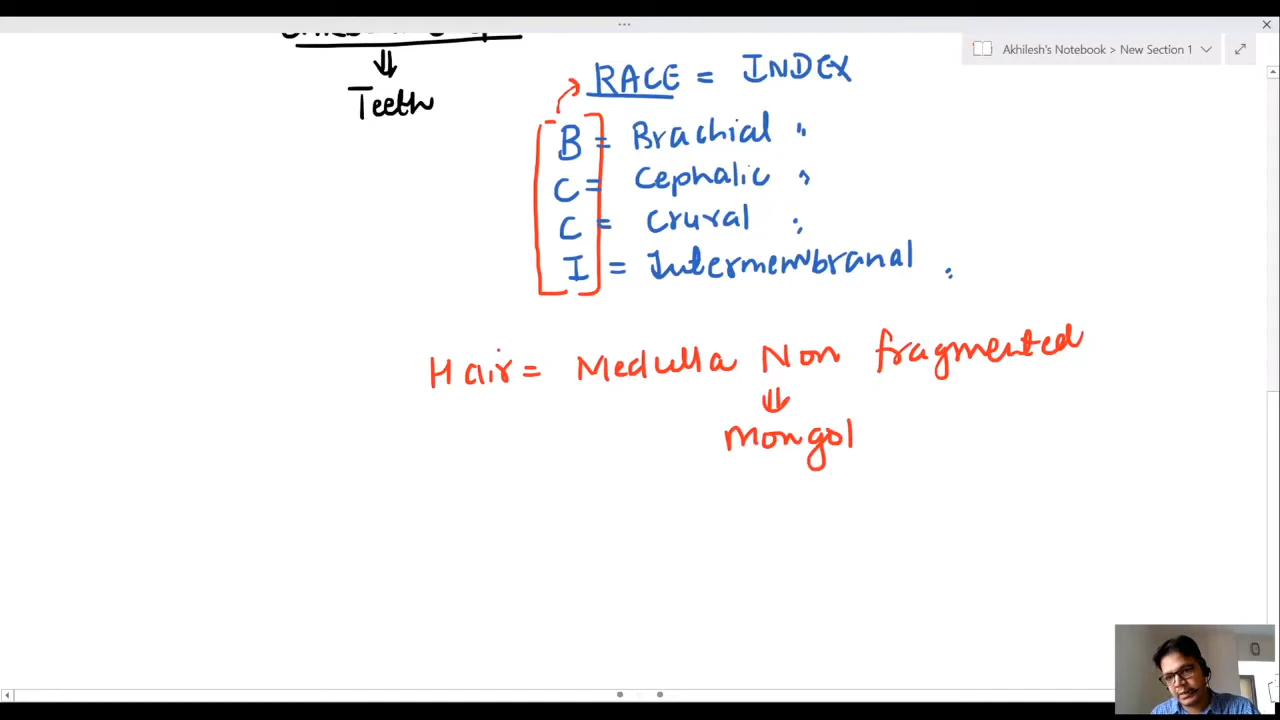 Akhilesh's Notebook > New Section 1
Teeth
RACE = INDEX
B = Brachial "
C = Cephalic "
C = Crural "
I = Intermembranal "
Hair = Medulla Non fragmented
⇓
Mongol